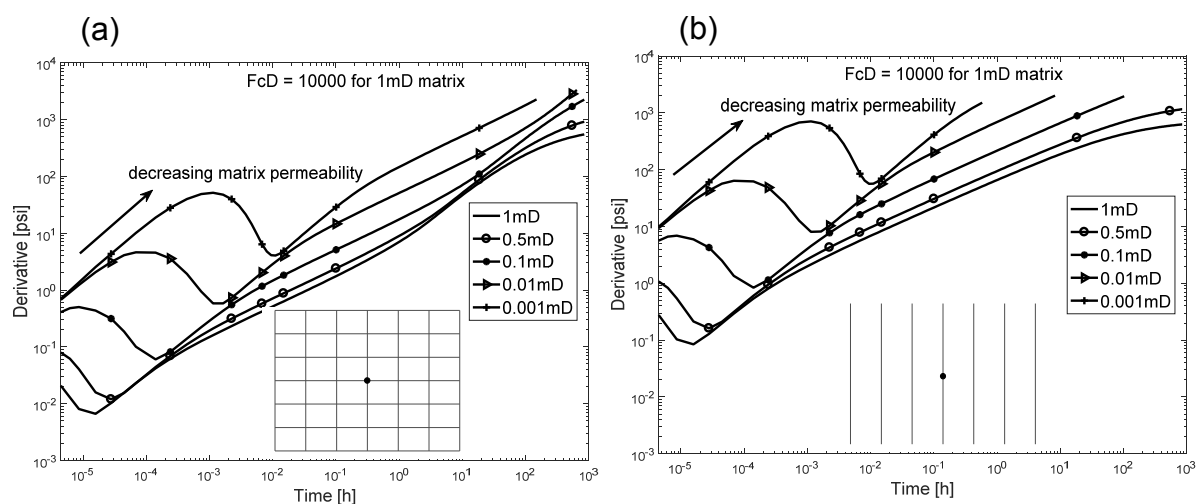 (a)
FcD = 10000 for 1mD matrix
decreasing matrix permeability
Derivative [psi]
10^4
10^3
10^2
10^1
10^0
10^-1
10^-2
10^-3
1mD
0.5mD
0.1mD
0.01mD
0.001mD
10^-5 10^-4 10^-3 10^-2 10^-1 10^0 10^1 10^2 10^3
Time [h]
(b)
FcD = 10000 for 1mD matrix
decreasing matrix permeability
Derivative [psi]
10^4
10^3
10^2
10^1
10^0
10^-1
10^-2
10^-3
1mD
0.5mD
0.1mD
0.01mD
0.001mD
10^-5 10^-4 10^-3 10^-2 10^-1 10^0 10^1 10^2 10^3
Time [h]